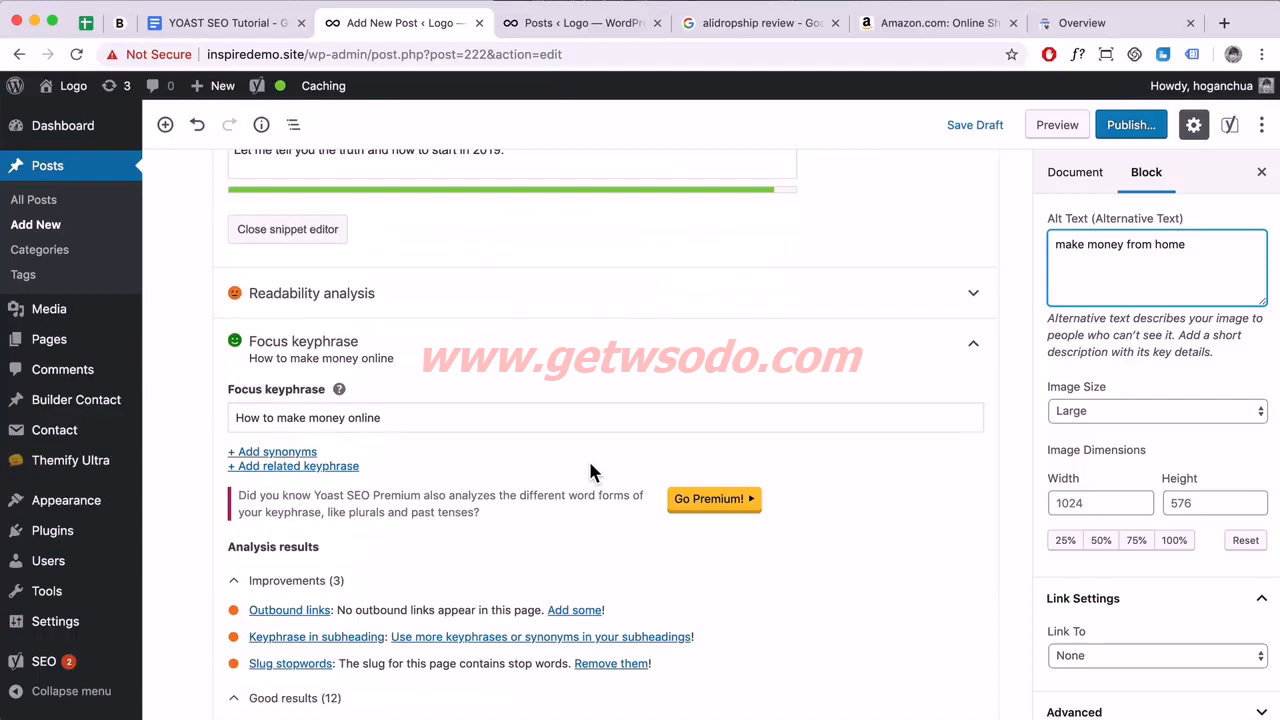 YOAST SEO Tutorial - G
Add New Post ‹ Logo —
Posts ‹ Logo — WordPr
alidropship review - Goo
Amazon.com: Online Sh
Overview
Not Secure
inspiredemo.site/wp-admin/post.php?post=222&action=edit
Logo
3
0
New
Caching
Howdy, hoganchua
Dashboard
Posts
All Posts
Add New
Categories
Tags
Media
Pages
Comments
Builder Contact
Contact
Themify Ultra
Appearance
Plugins
Users
Tools
Settings
SEO 2
Collapse menu
Save Draft
Preview
Publish...
Let me tell you the truth and how to start in 2019.
Close snippet editor
Readability analysis
Focus keyphrase
How to make money online
www.getwsodo.com
Focus keyphrase ?
How to make money online
+ Add synonyms
+ Add related keyphrase
Did you know Yoast SEO Premium also analyzes the different word forms of
your keyphrase, like plurals and past tenses?
Go Premium!
Analysis results
Improvements (3)
Outbound links: No outbound links appear in this page. Add some!
Keyphrase in subheading: Use more keyphrases or synonyms in your subheadings!
Slug stopwords: The slug for this page contains stop words. Remove them!
Good results (12)
Document
Block
Alt Text (Alternative Text)
make money from home
Alternative text describes your image to
people who can't see it. Add a short
description with its key details.
Image Size
Large
Image Dimensions
Width
Height
1024
576
25%
50%
75%
100%
Reset
Link Settings
Link To
None
Advanced